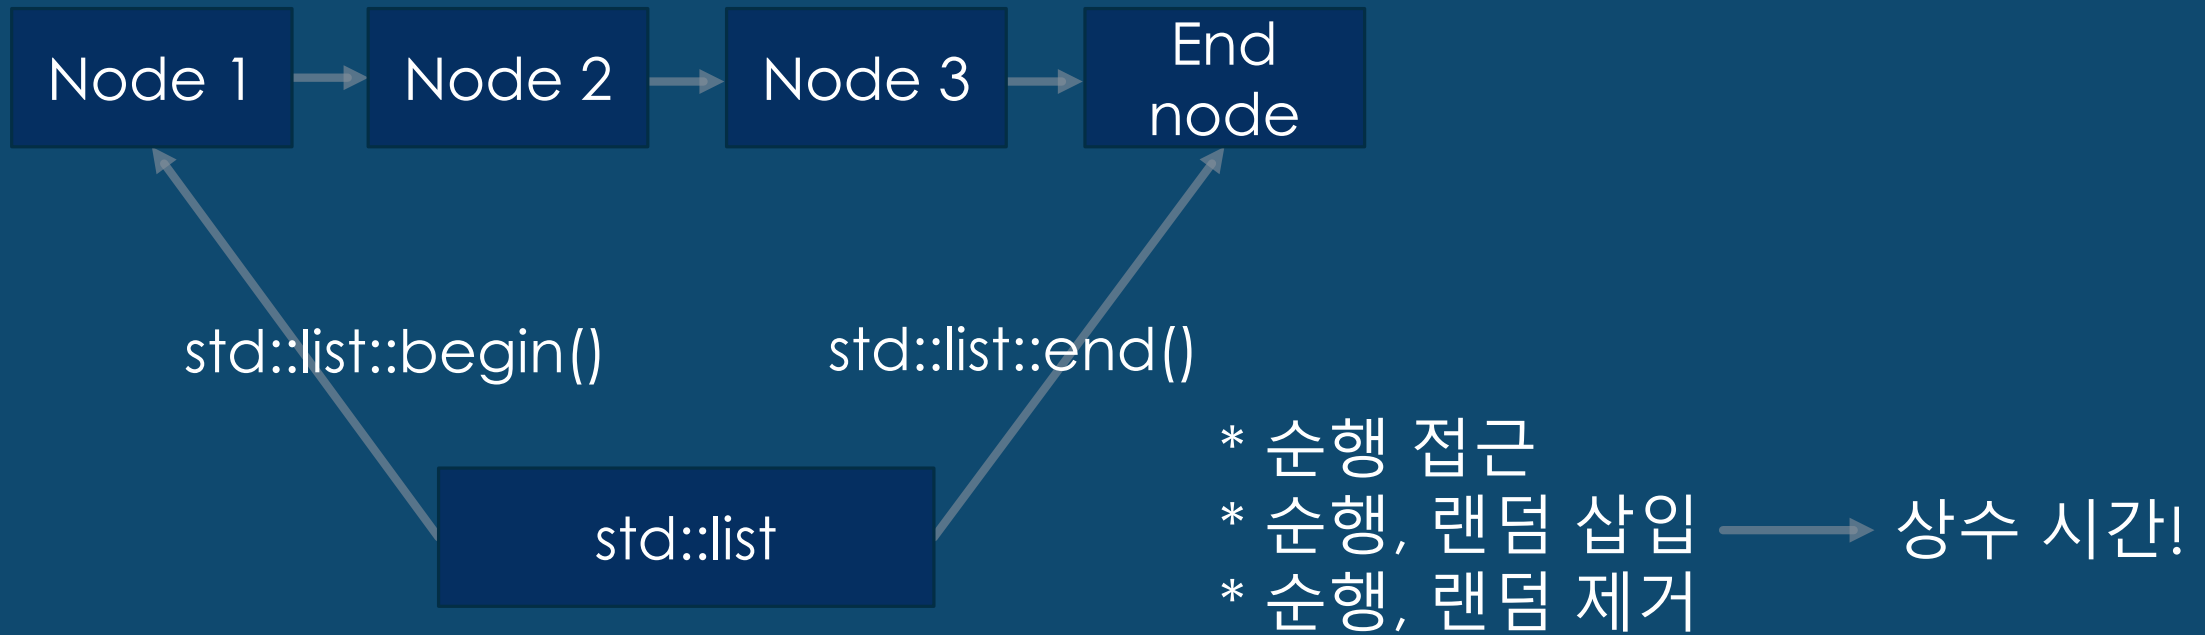 Node 1
Node 2
Node 3
End
node
std::list::begin()
std::list::end()
std::list
* 순행 접근
* 순행, 랜덤 삽입
* 순행, 랜덤 제거
상수 시간!